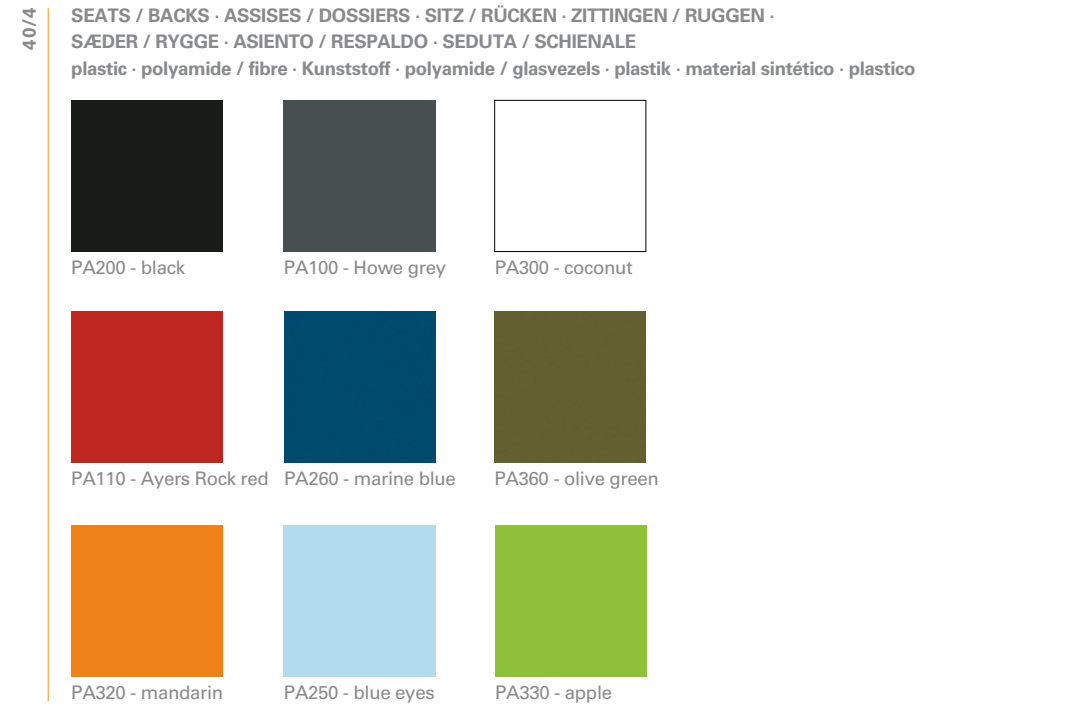 40/4
SEATS / BACKS · ASSISES / DOSSIERS · SITZ / RÜCKEN · ZITTINGEN / RUGGEN ·
SÆDER / RYGGE · ASIENTO / RESPALDO · SEDUTA / SCHIENALE
plastic · polyamide / fibre · Kunststoff · polyamide / glasvezels · plastik · material sintético · plastico
PA200 - black
PA100 - Howe grey
PA300 - coconut
PA110 - Ayers Rock red
PA260 - marine blue
PA360 - olive green
PA320 - mandarin
PA250 - blue eyes
PA330 - apple